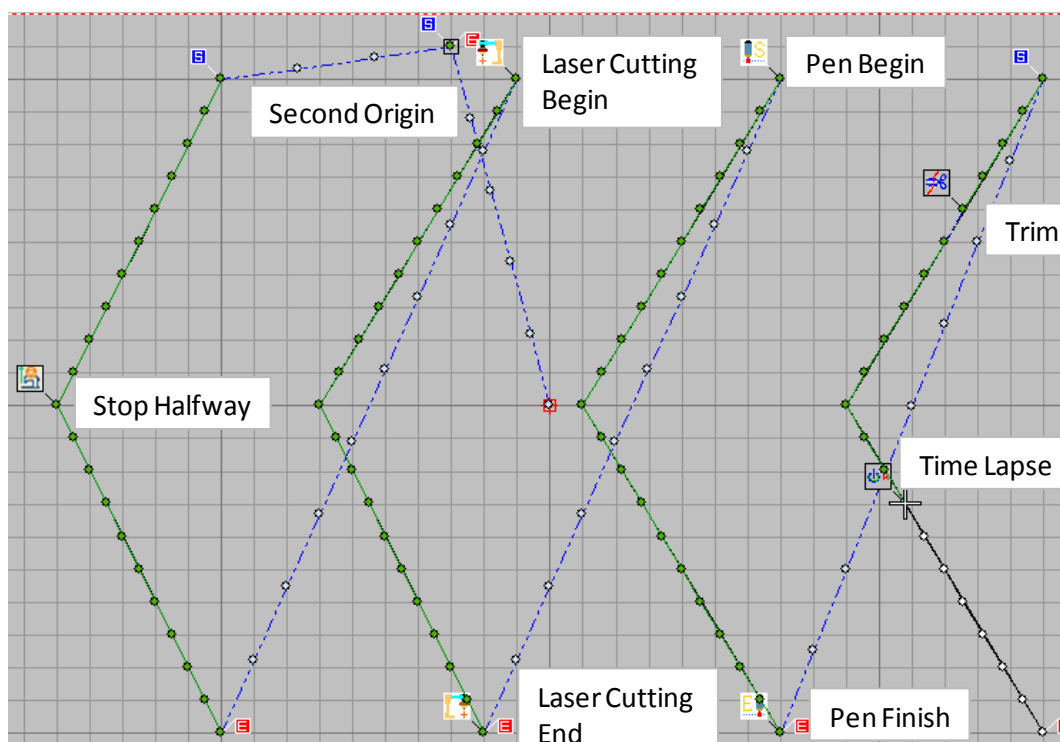 S
S
E
Laser Cutting
Begin
S
Pen Begin
S
Second Origin
Trim
Stop Halfway
Time Lapse
Laser Cutting
End
E
E
E
Pen Finish
E